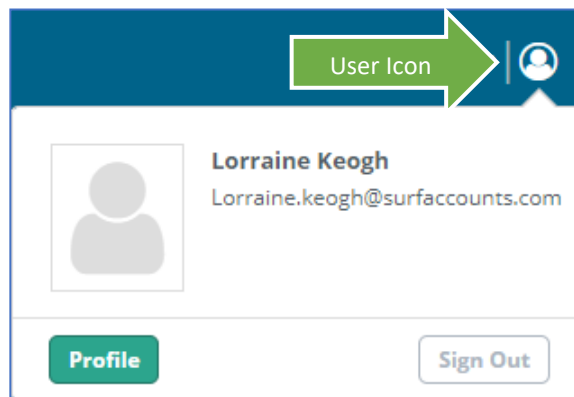 User Icon
Lorraine Keogh
Lorraine.keogh@surfaccounts.com
Profile
Sign Out